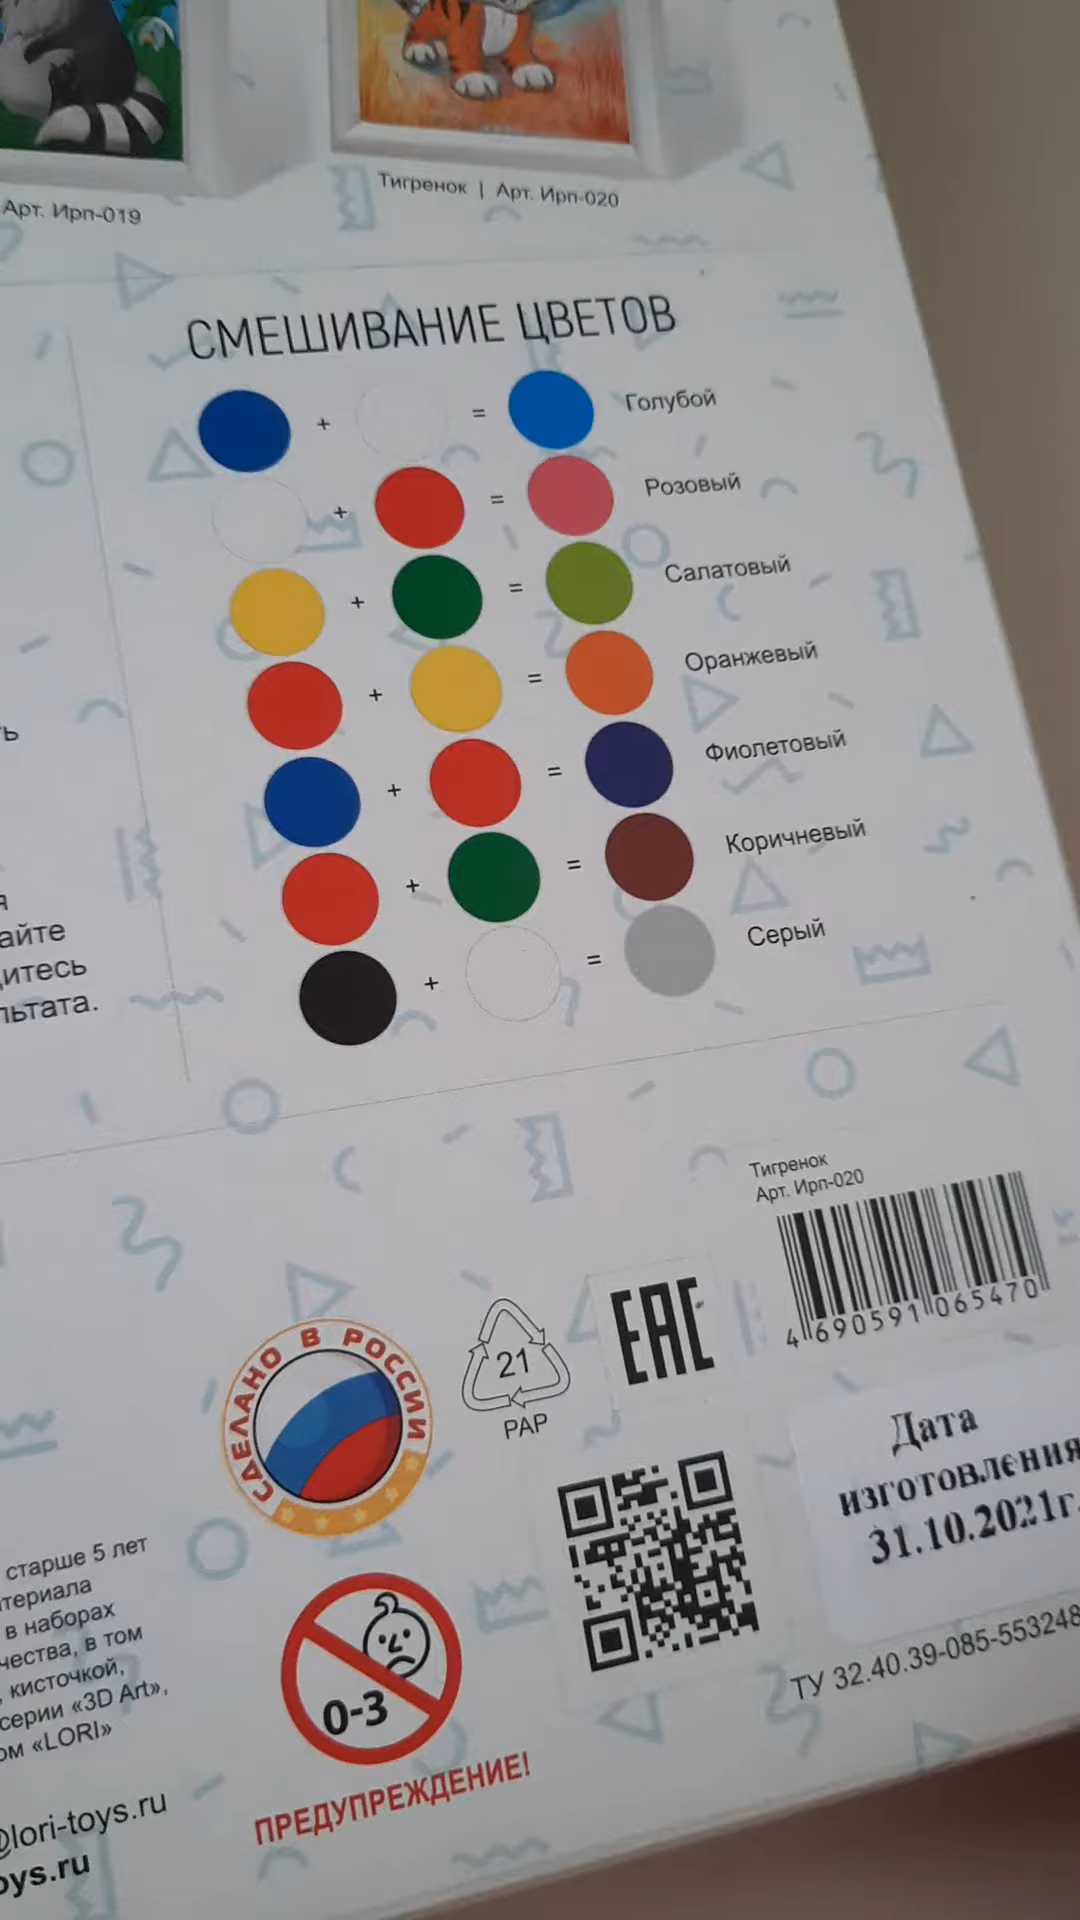 Арт. Ирп-019
Тигренок | Арт. Ирп-020
СМЕШИВАНИЕ ЦВЕТОВ
+ = Голубой
+ = Розовый
+ = Салатовый
+ = Оранжевый
+ = Фиолетовый
+ = Коричневый
+ = Серый
айте
льтата.
Тигренок
Арт. Ирп-020
4 690591 065470
СДЕЛАНО В РОССИИ
21
PAP
EAC
Дата
изготовления
31.10.2021г.
ТУ 32.40.39-085-553248
старше 5 лет
в наборах
чества, в том
, кисточкой,
серии «3D Art»,
ом «LORI»
0-3
ПРЕДУПРЕЖДЕНИЕ!
@lori-toys.ru
oys.ru